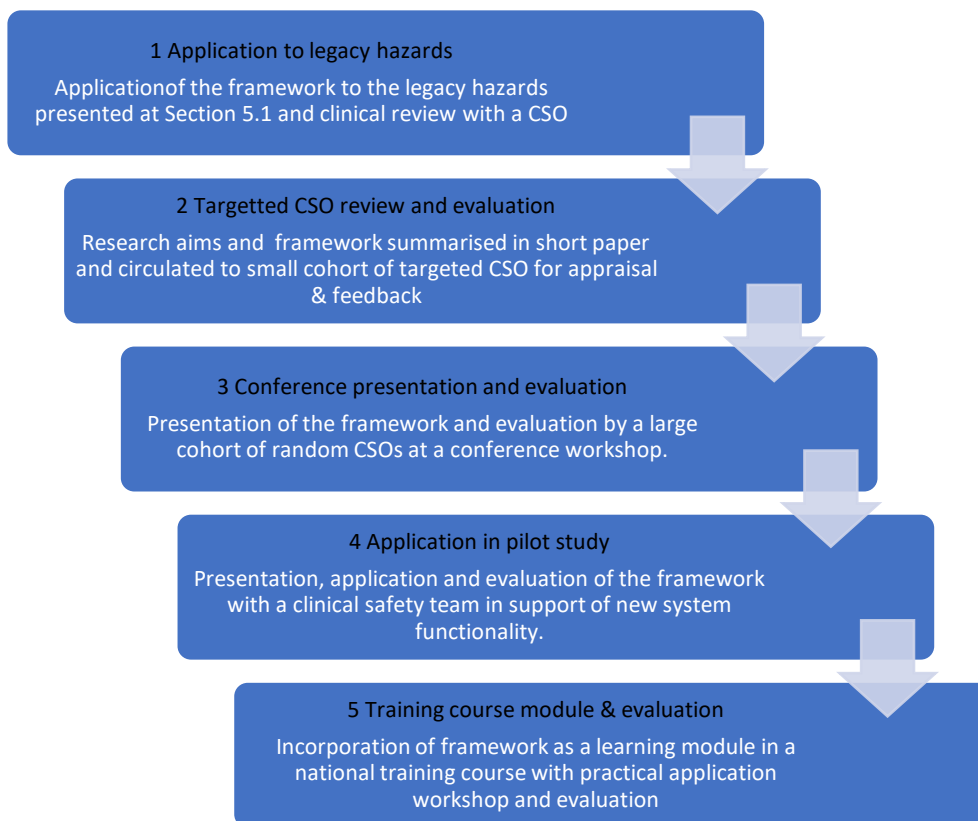 1 Application to legacy hazards
Applicationof the framework to the legacy hazards
presented at Section 5.1 and clinical review with a CSO
2 Targetted CSO review and evaluation
Research aims and framework summarised in short paper
and circulated to small cohort of targeted CSO for appraisal
& feedback
3 Conference presentation and evaluation
Presentation of the framework and evaluation by a large
cohort of random CSOs at a conference workshop.
4 Application in pilot study
Presentation, application and evaluation of the framework
with a clinical safety team in support of new system
functionality.
5 Training course module & evaluation
Incorporation of framework as a learning module in a
national training course with practical application
workshop and evaluation